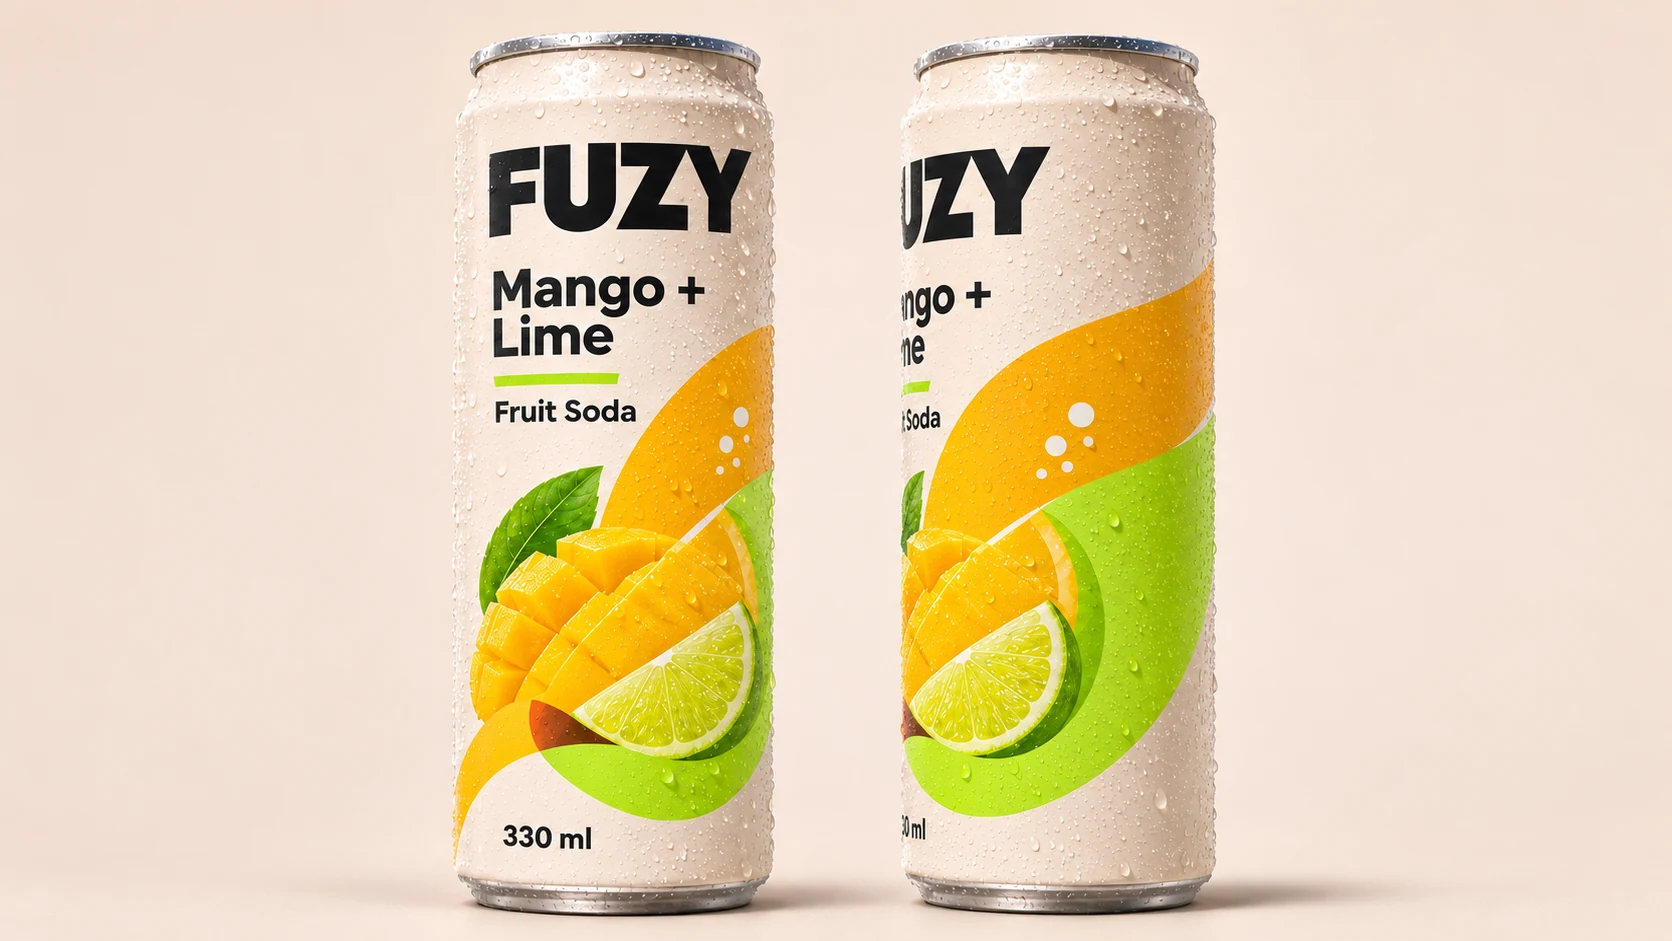 FUZY
Mango +
Lime
Fruit Soda
330 ml
UZY
ango +
me
t Soda
30 ml